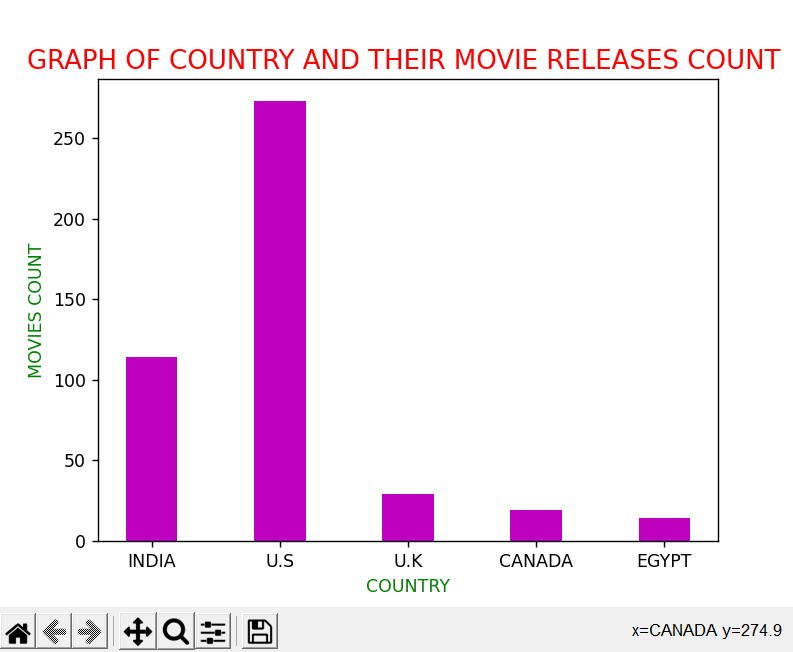 GRAPH OF COUNTRY AND THEIR MOVIE RELEASES COUNT
MOVIES COUNT
250
200
150
100
50
0
INDIA U.S U.K CANADA EGYPT
COUNTRY
x=CANADA y=274.9